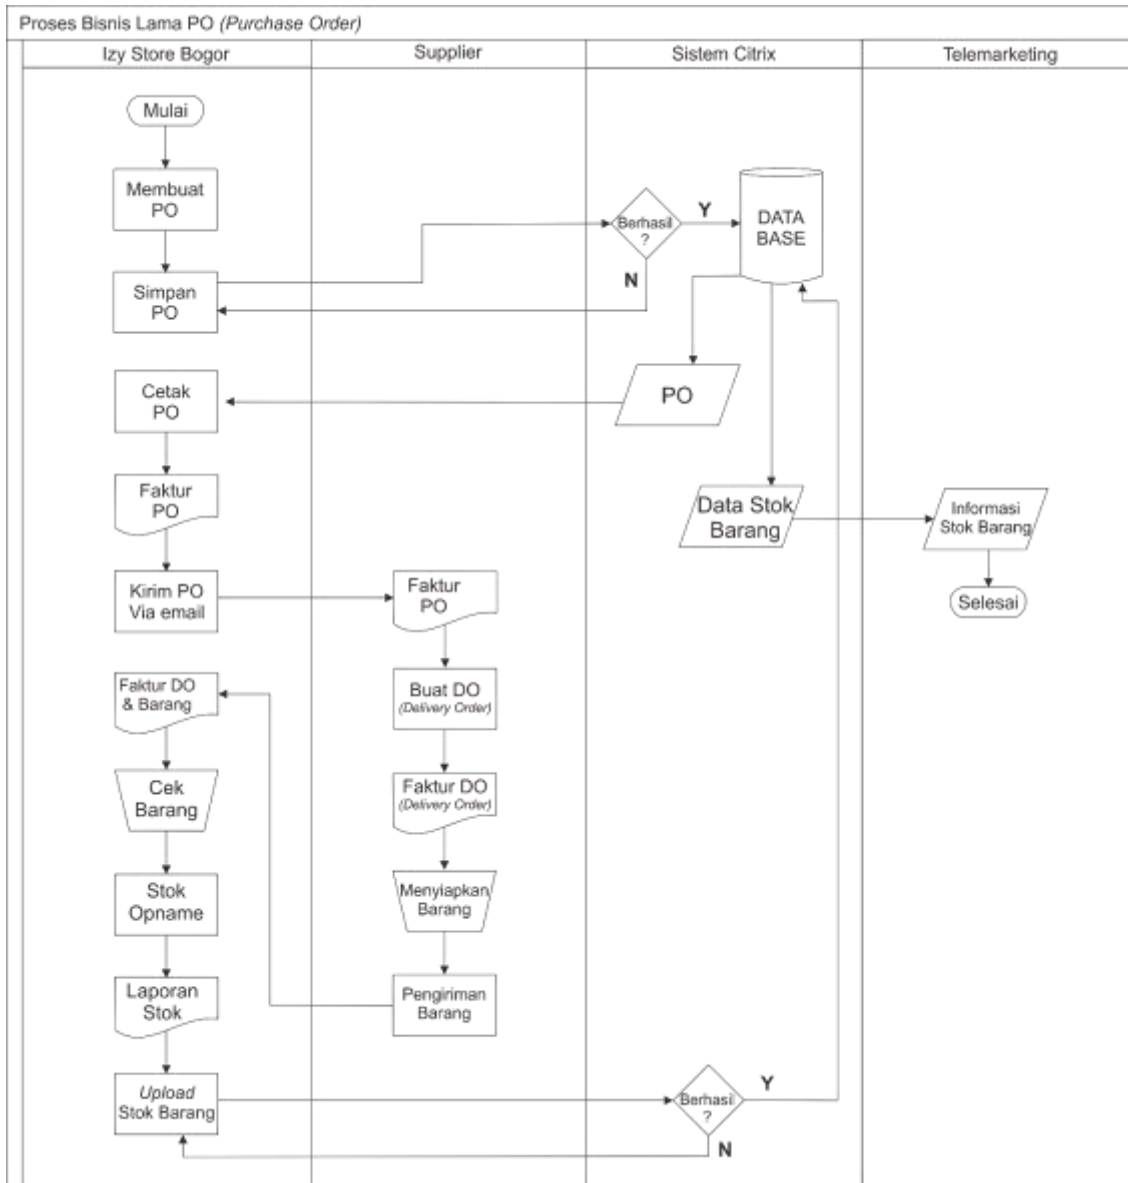 Proses Bisnis Lama PO (Purchase Order)
Izy Store Bogor
Supplier
Sistem Citrix
Telemarketing
Mulai
Membuat
PO
Simpan
PO
Berhasil
?
Y
N
DATA
BASE
Cetak
PO
PO
Faktur
PO
Data Stok
Barang
Informasi
Stok Barang
Selesai
Kirim PO
Via email
Faktur
PO
Buat DO
(Delivery Order)
Faktur DO
(Delivery Order)
Menyiapkan
Barang
Pengiriman
Barang
Faktur DO
& Barang
Cek
Barang
Stok
Opname
Laporan
Stok
Upload
Stok Barang
Berhasil
?
Y
N